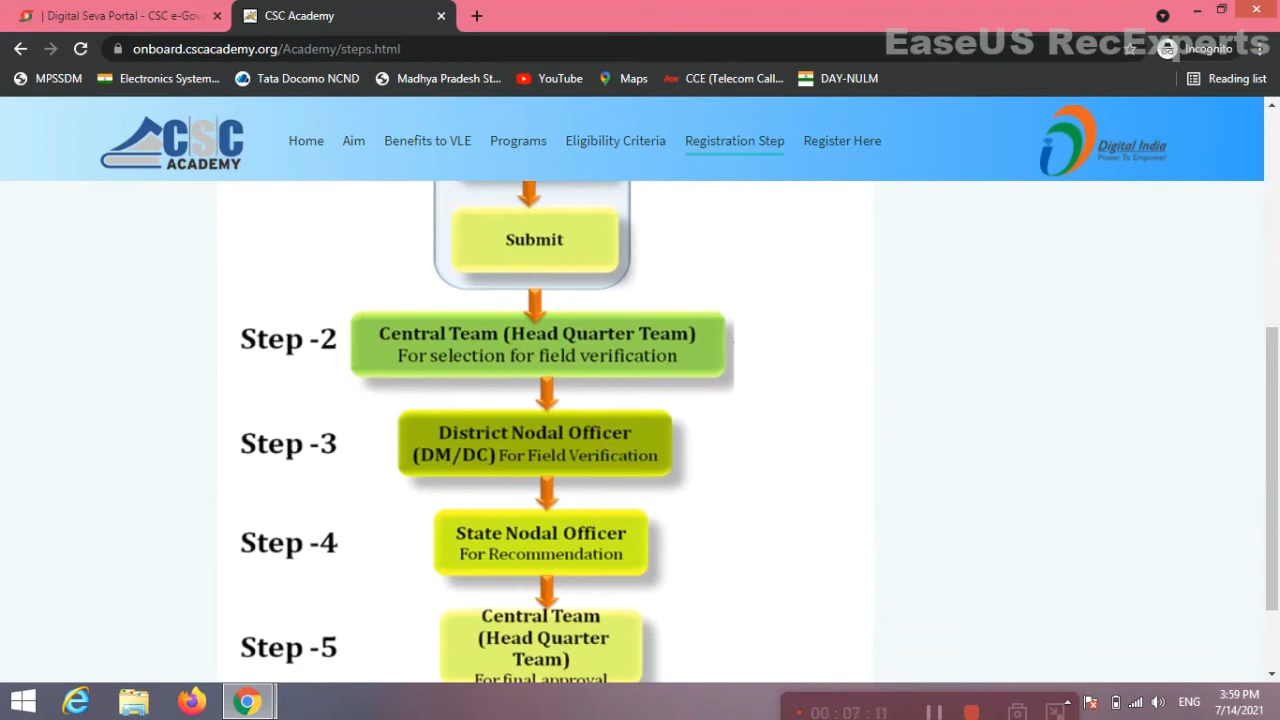 | Digital Seva Portal - CSC e-Gov
CSC Academy
onboard.cscacademy.org/Academy/steps.html
Incognito
EaseUS RecExperts
MPSSDM
Electronics System...
Tata Docomo NCND
Madhya Pradesh St...
YouTube
Maps
CCE (Telecom Call...
DAY-NULM
Reading list
CSC
ACADEMY
Home
Aim
Benefits to VLE
Programs
Eligibility Criteria
Registration Step
Register Here
Digital India
Power To Empower
Submit
Step -2
Central Team (Head Quarter Team)
For selection for field verification
Step -3
District Nodal Officer
(DM/DC) For Field Verification
Step -4
State Nodal Officer
For Recommendation
Step -5
Central Team
(Head Quarter
Team)
For final approval
00:07:11
ENG
3:59 PM
7/14/2021